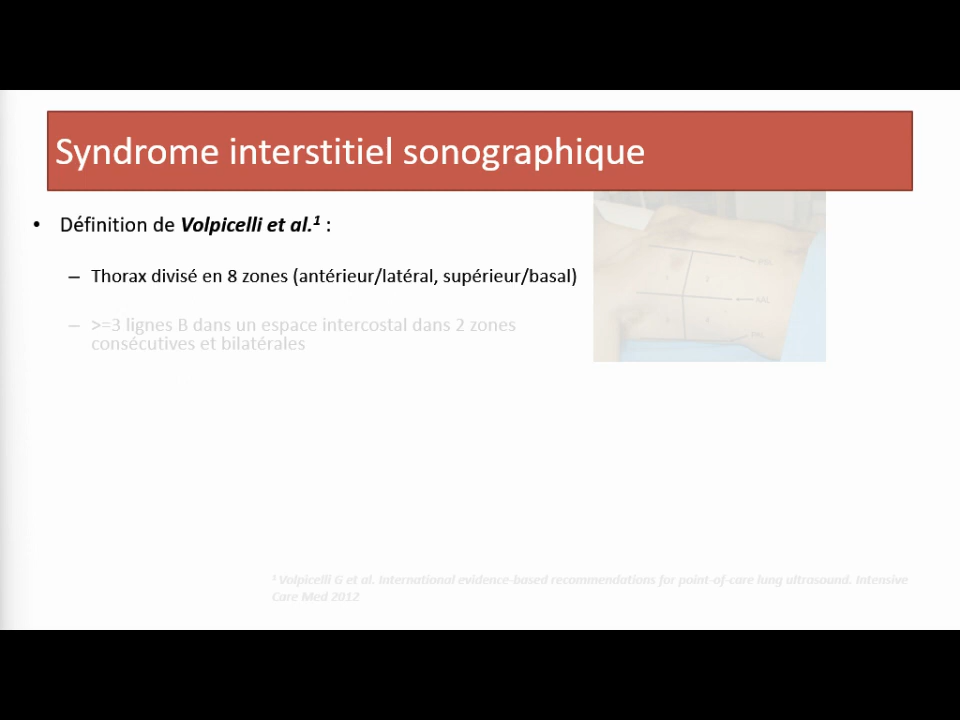 Syndrome interstitiel sonographique
• Définition de Volpicelli et al.¹ :
– Thorax divisé en 8 zones (antérieur/latéral, supérieur/basal)
– >=3 lignes B dans un espace intercostal dans 2 zones
consécutives et bilatérales
¹ Volpicelli G et al. International evidence-based recommendations for point-of-care lung ultrasound. Intensive
Care Med 2012